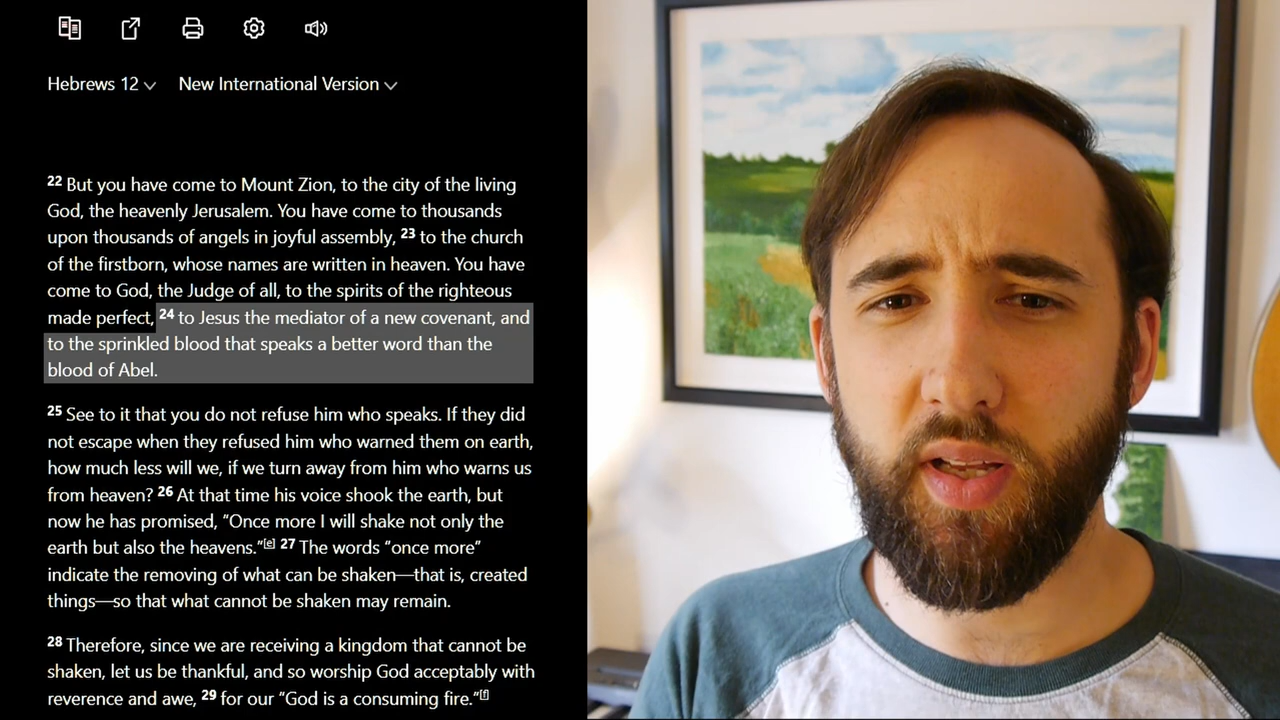 Hebrews 12 New International Version
22 But you have come to Mount Zion, to the city of the living
God, the heavenly Jerusalem. You have come to thousands
upon thousands of angels in joyful assembly, 23 to the church
of the firstborn, whose names are written in heaven. You have
come to God, the Judge of all, to the spirits of the righteous
made perfect, 24 to Jesus the mediator of a new covenant, and
to the sprinkled blood that speaks a better word than the
blood of Abel.
25 See to it that you do not refuse him who speaks. If they did
not escape when they refused him who warned them on earth,
how much less will we, if we turn away from him who warns us
from heaven? 26 At that time his voice shook the earth, but
now he has promised, “Once more I will shake not only the
earth but also the heavens.”[e] 27 The words “once more”
indicate the removing of what can be shaken—that is, created
things—so that what cannot be shaken may remain.
28 Therefore, since we are receiving a kingdom that cannot be
shaken, let us be thankful, and so worship God acceptably with
reverence and awe, 29 for our “God is a consuming fire.”[f]